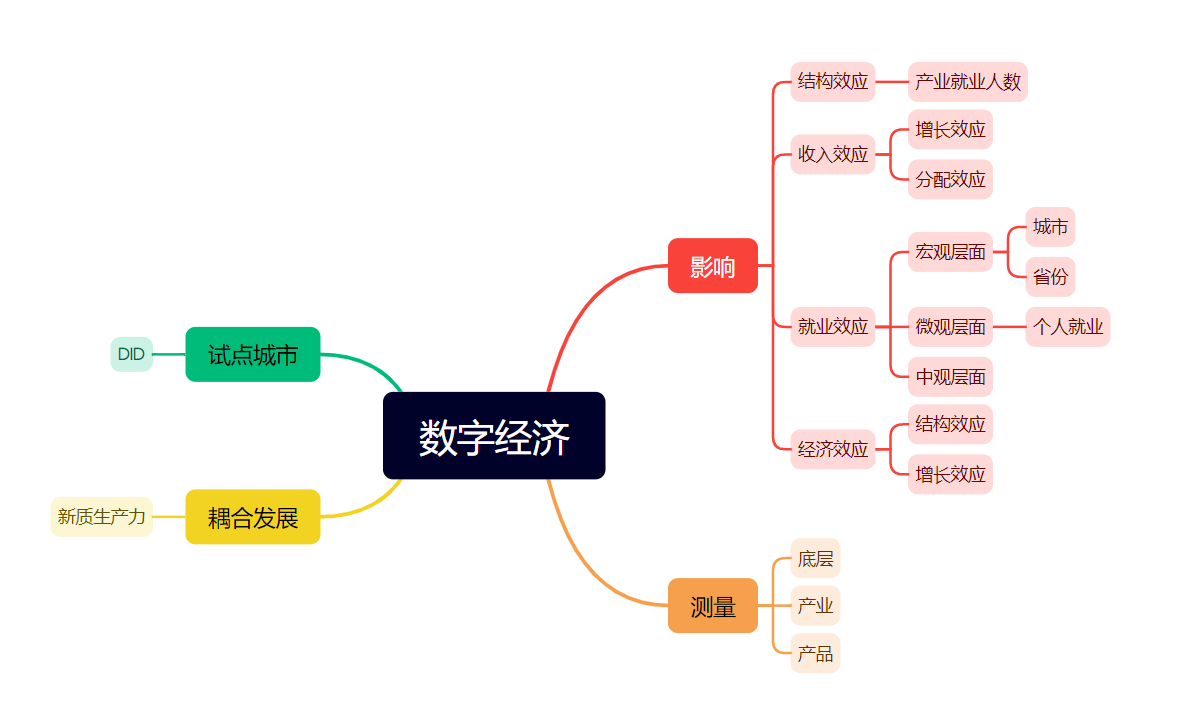 数字经济
影响
结构效应
产业就业人数
收入效应
增长效应
分配效应
就业效应
宏观层面
城市
省份
微观层面
个人就业
中观层面
经济效应
结构效应
增长效应
测量
底层
产业
产品
试点城市
DID
耦合发展
新质生产力